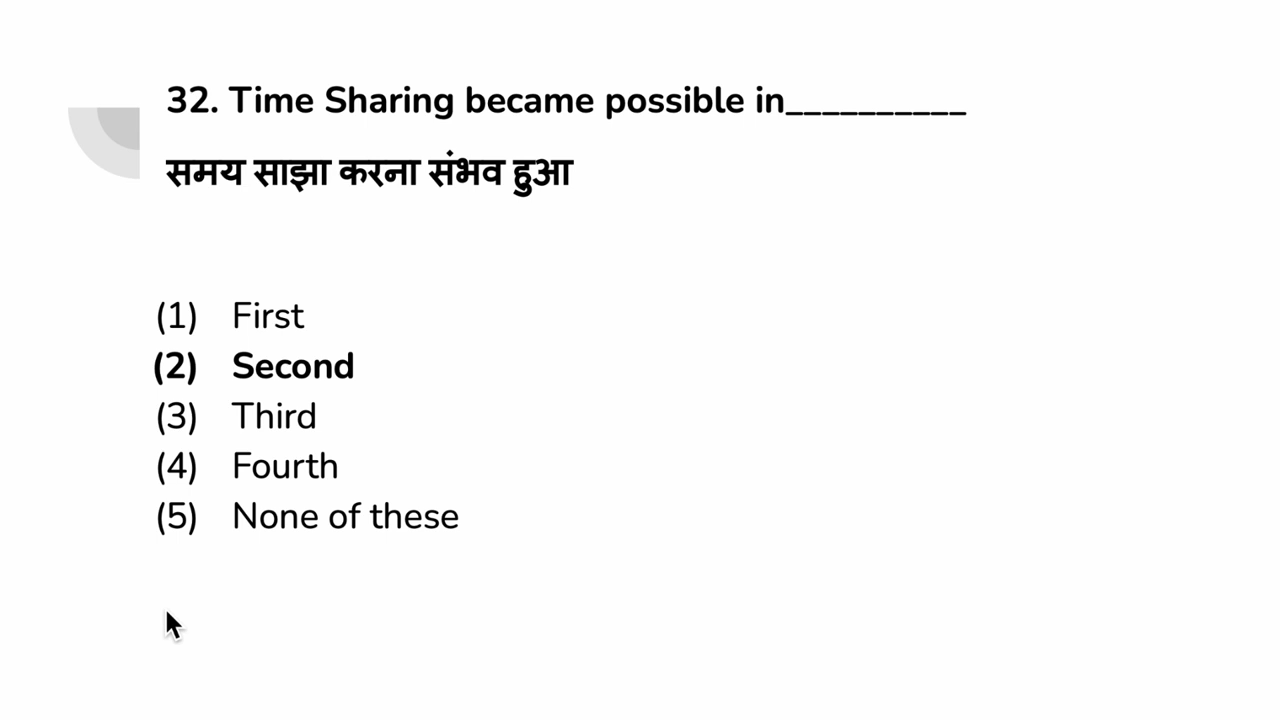 32. Time Sharing became possible in__________
समय साझा करना संभव हुआ
(1) First
(2) Second
(3) Third
(4) Fourth
(5) None of these